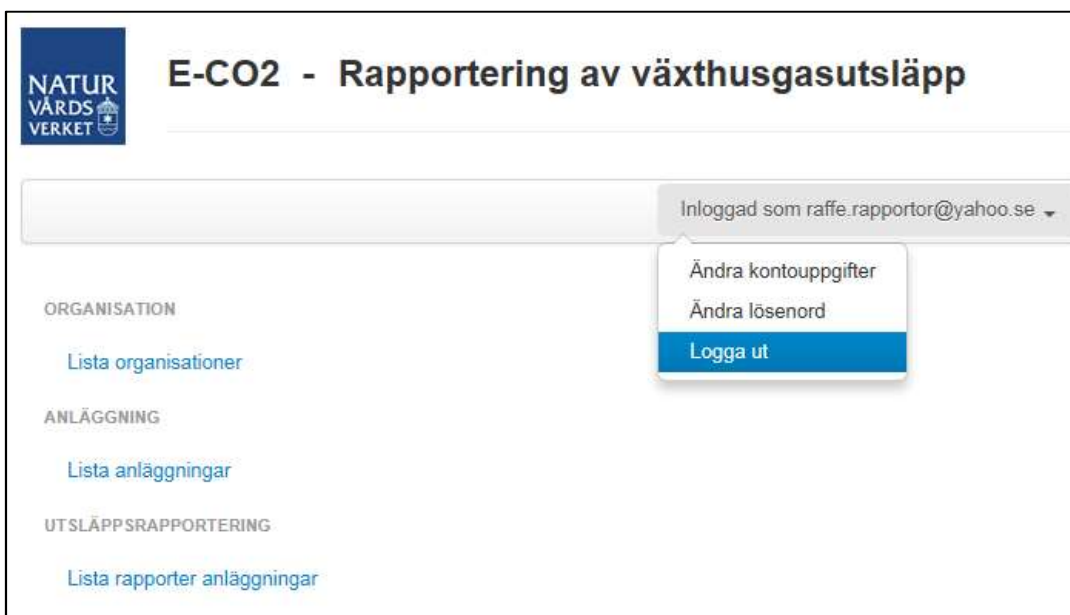 NATUR
VÅRDS
VERKET
E-CO2 - Rapportering av växthusgasutsläpp
Inloggad som raffe.rapportor@yahoo.se
Ändra kontouppgifter
Ändra lösenord
Logga ut
ORGANISATION
Lista organisationer
ANLÄGGNING
Lista anläggningar
UTSLÄPPSRAPPORTERING
Lista rapporter anläggningar